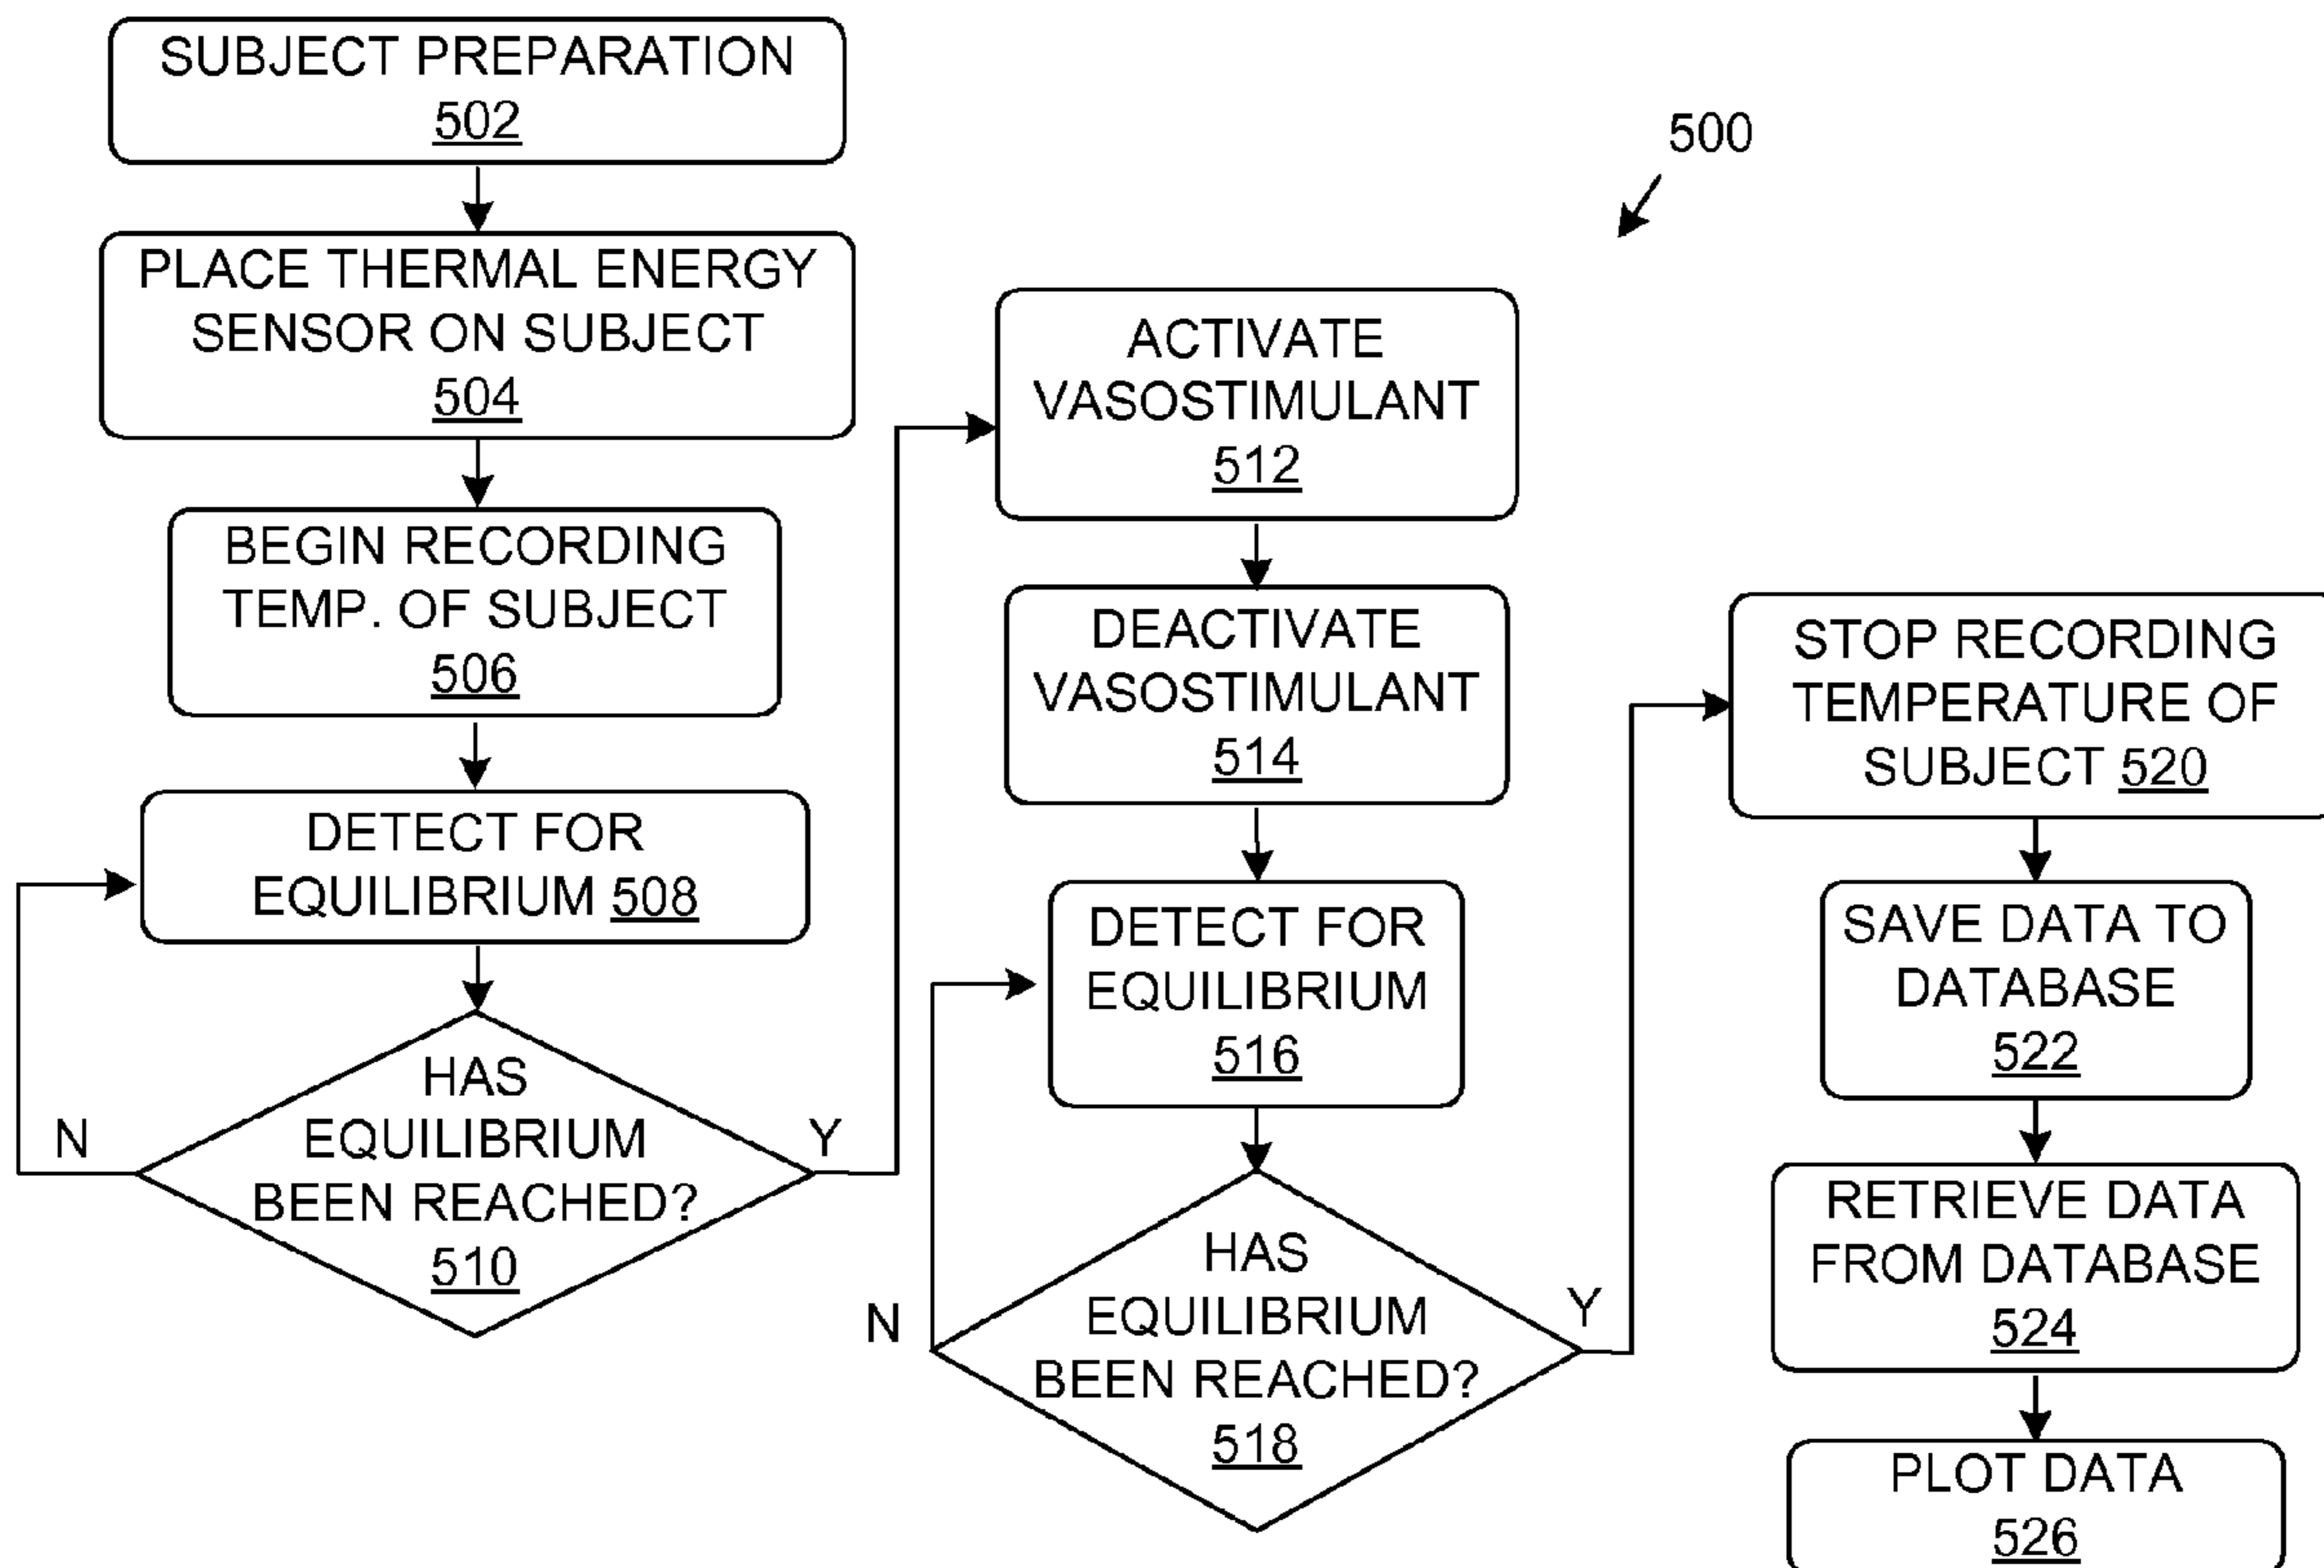 SUBJECT PREPARATION
502
PLACE THERMAL ENERGY
SENSOR ON SUBJECT
504
BEGIN RECORDING
TEMP. OF SUBJECT
506
DETECT FOR
EQUILIBRIUM 508
HAS
EQUILIBRIUM
BEEN REACHED?
510
N
Y
500
ACTIVATE
VASOSTIMULANT
512
DEACTIVATE
VASOSTIMULANT
514
DETECT FOR
EQUILIBRIUM
516
HAS
EQUILIBRIUM
BEEN REACHED?
518
N
Y
STOP RECORDING
TEMPERATURE OF
SUBJECT 520
SAVE DATA TO
DATABASE
522
RETRIEVE DATA
FROM DATABASE
524
PLOT DATA
526